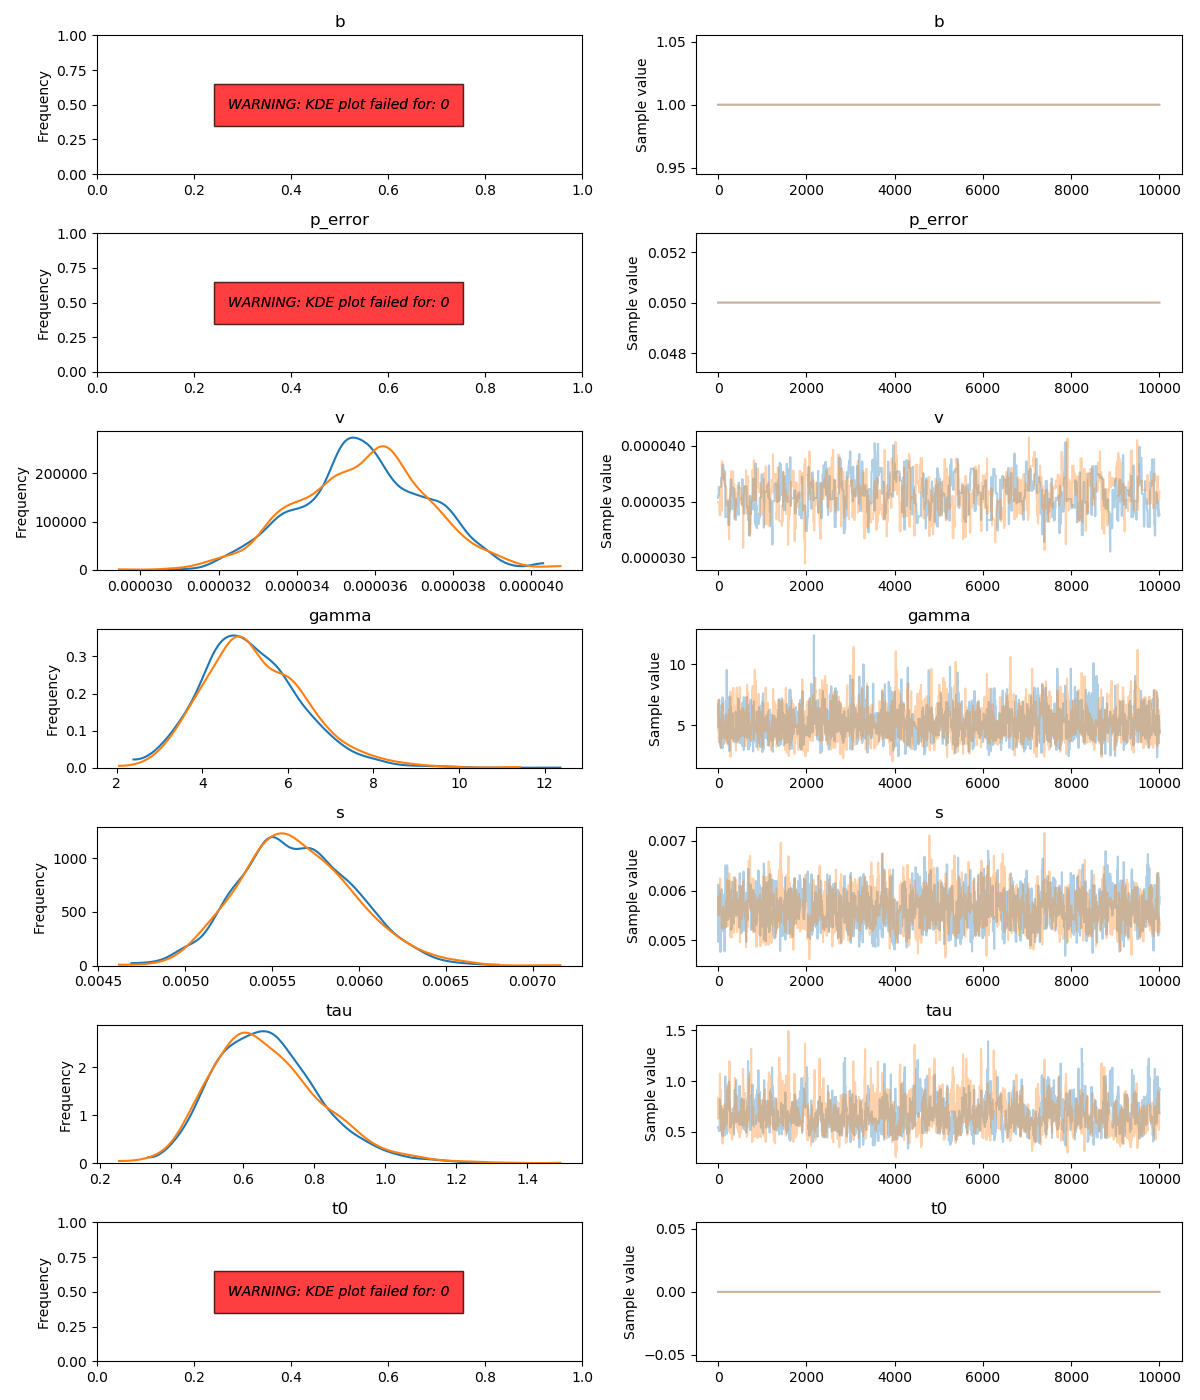 b
b
Frequency
1.00
0.75
0.50
0.25
0.00
WARNING: KDE plot failed for: 0
0.0 0.2 0.4 0.6 0.8 1.0
Sample value
1.05
1.00
0.95
0 2000 4000 6000 8000 10000
p_error
p_error
Frequency
1.00
0.75
0.50
0.25
0.00
WARNING: KDE plot failed for: 0
0.0 0.2 0.4 0.6 0.8 1.0
Sample value
0.052
0.050
0.048
0 2000 4000 6000 8000 10000
v
v
Frequency
200000
100000
0
0.000030 0.000032 0.000034 0.000036 0.000038 0.000040
Sample value
0.000040
0.000035
0.000030
0 2000 4000 6000 8000 10000
gamma
gamma
Frequency
0.3
0.2
0.1
0.0
2 4 6 8 10 12
Sample value
10
5
0 2000 4000 6000 8000 10000
s
s
Frequency
1000
500
0
0.0045 0.0050 0.0055 0.0060 0.0065 0.0070
Sample value
0.007
0.006
0.005
0 2000 4000 6000 8000 10000
tau
tau
Frequency
2
1
0
0.2 0.4 0.6 0.8 1.0 1.2 1.4
Sample value
1.5
1.0
0.5
0 2000 4000 6000 8000 10000
t0
t0
Frequency
1.00
0.75
0.50
0.25
0.00
WARNING: KDE plot failed for: 0
0.0 0.2 0.4 0.6 0.8 1.0
Sample value
0.05
0.00
−0.05
0 2000 4000 6000 8000 10000